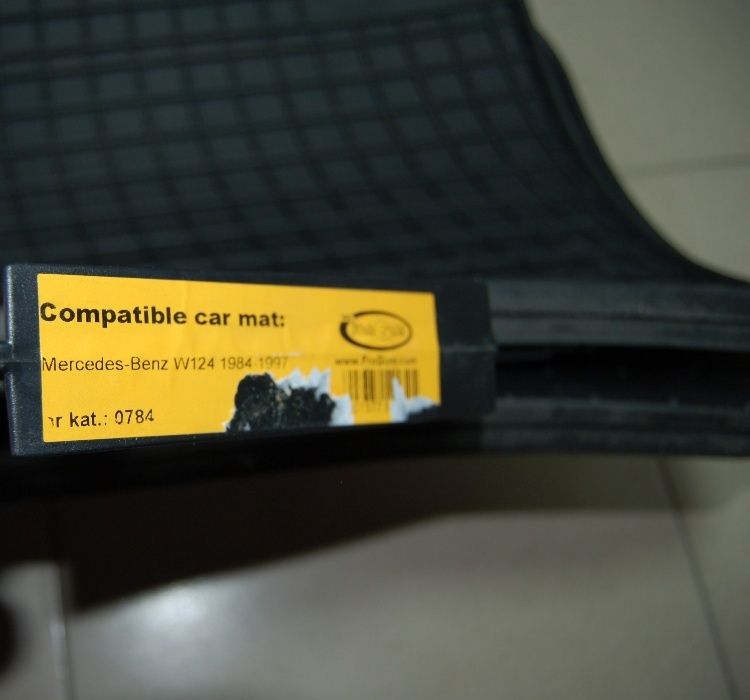 Compatible car mat:
Mercedes-Benz W124 1984-1997
r kat.: 0784